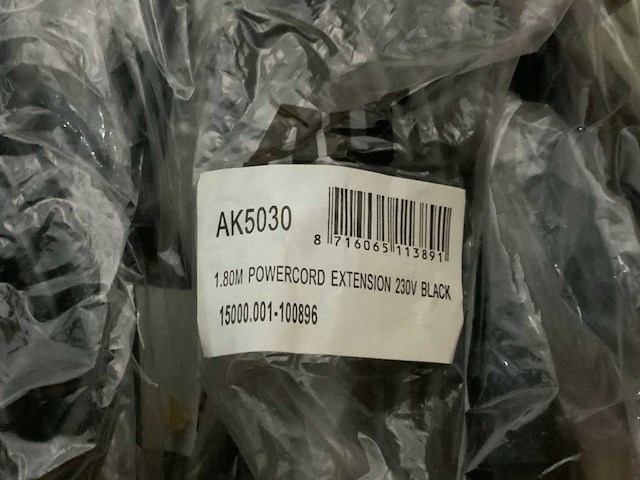 AK5030
8 716065 113891
1.80M POWERCORD EXTENSION 230V BLACK
15000.001-100896